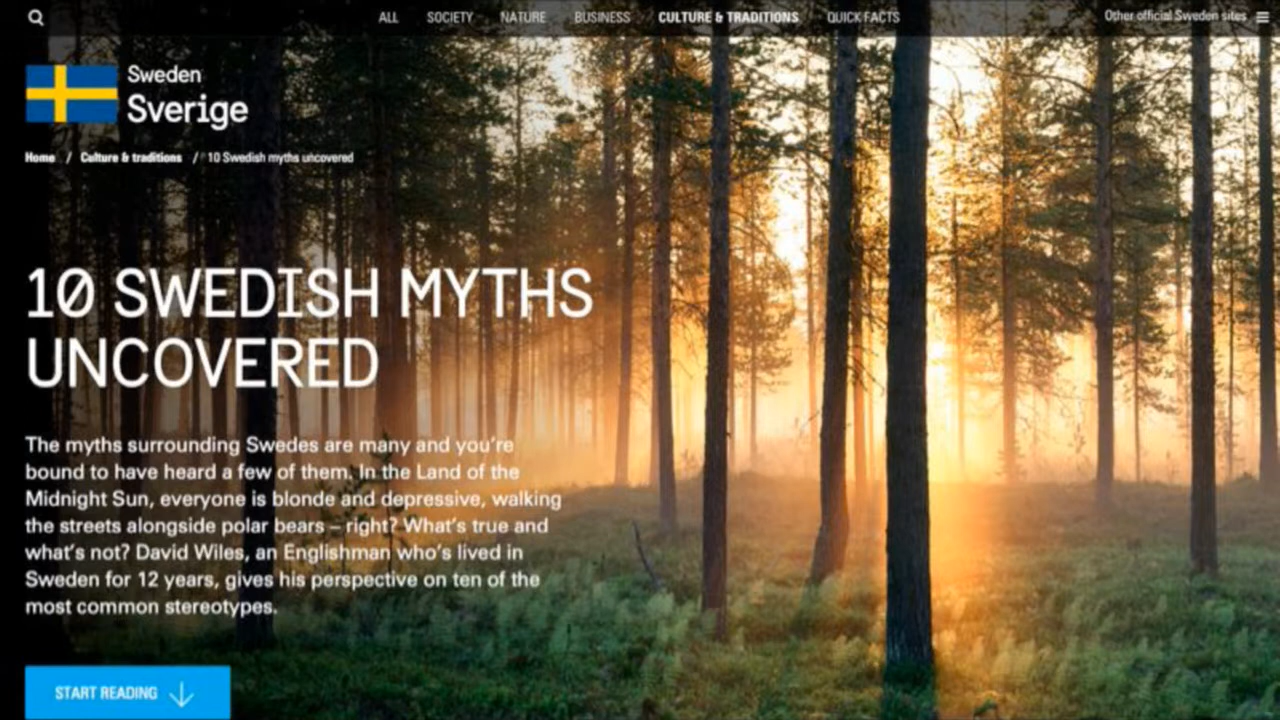 ALL SOCIETY NATURE BUSINESS CULTURE & TRADITIONS QUICK FACTS Other official Sweden sites
Sweden
Sverige
Home / Culture & traditions / 10 Swedish myths uncovered
10 SWEDISH MYTHS
UNCOVERED
The myths surrounding Swedes are many and you're
bound to have heard a few of them. In the Land of the
Midnight Sun, everyone is blonde and depressive, walking
the streets alongside polar bears – right? What's true and
what's not? David Wiles, an Englishman who's lived in
Sweden for 12 years, gives his perspective on ten of the
most common stereotypes.
START READING